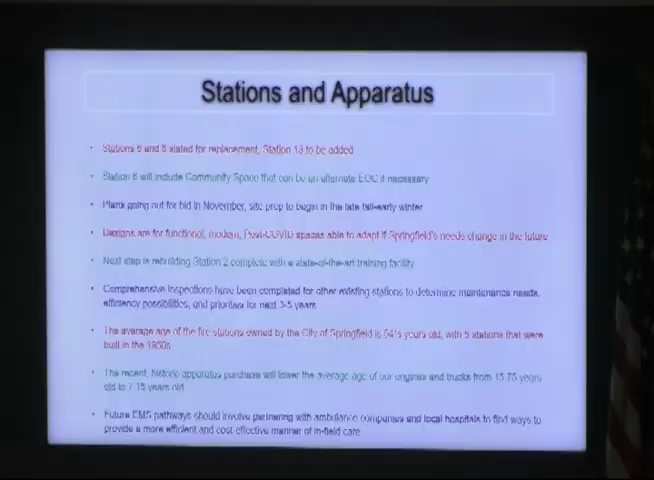 Stations and Apparatus
Stations 6 and 8 slated for replacement, Station 13 to be added
Station 6 will include Community Space that can be an alternate EOC if necessary
Plans going out for bid in November, site prep to begin in the late fall-early winter
Designs are for functional, modern, Post-COVID spaces able to adapt if Springfield's needs change in the future
Next step is rebuilding Station 2 complete with a state-of-the-art training facility
Comprehensive inspections have been completed for other existing stations to determine maintenance needs,
efficiency possibilities, and priorities for next 3-5 years
The average age of the fire stations owned by the City of Springfield is years old, with 5 stations that were
built in the 1950s
The recent, historic apparatus purchase will lower the average age of our engines and trucks from 15.75 years
old to 7.15 years old
Future EMS pathways should involve partnering with ambulance companies and local hospitals to find ways to
provide a more efficient and cost effective manner of in-field care